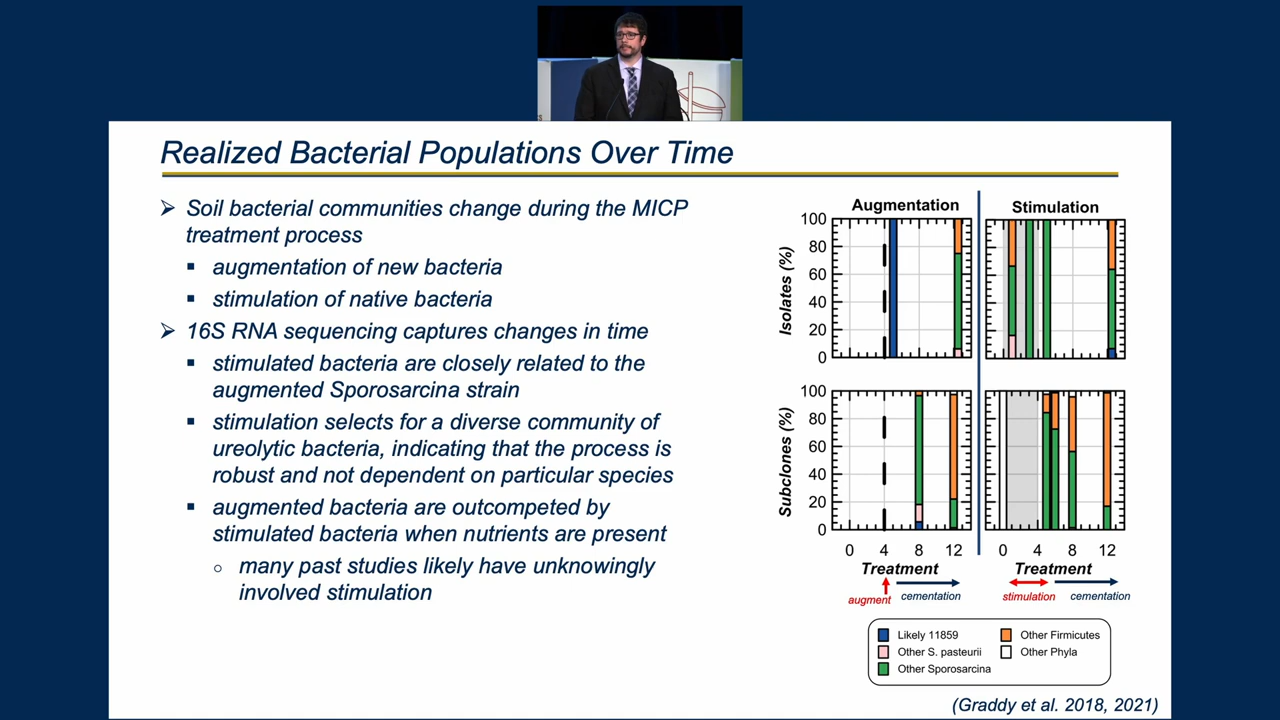 Realized Bacterial Populations Over Time
➢ Soil bacterial communities change during the MICP
treatment process
▪ augmentation of new bacteria
▪ stimulation of native bacteria
➢ 16S RNA sequencing captures changes in time
▪ stimulated bacteria are closely related to the
augmented Sporosarcina strain
▪ stimulation selects for a diverse community of
ureolytic bacteria, indicating that the process is
robust and not dependent on particular species
▪ augmented bacteria are outcompeted by
stimulated bacteria when nutrients are present
○ many past studies likely have unknowingly
involved stimulation
Augmentation
Stimulation
Isolates (%)
100
80
60
40
20
0
Subclones (%)
100
80
60
40
20
0
0 4 8 12
0 4 8 12
Treatment
Treatment
augment
cementation
stimulation
cementation
Likely 11859
Other S. pasteurii
Other Sporosarcina
Other Firmicutes
Other Phyla
(Graddy et al. 2018, 2021)